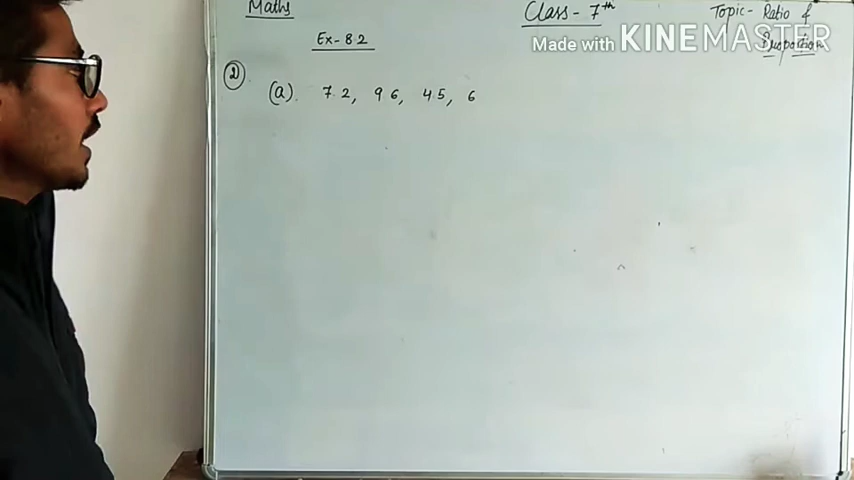 Maths Class - 7th Topic - Ratio &
Ex - 8 2 Made with KINEMASTER Proportion
(a). 7 2, 9 6, 4 5, 6